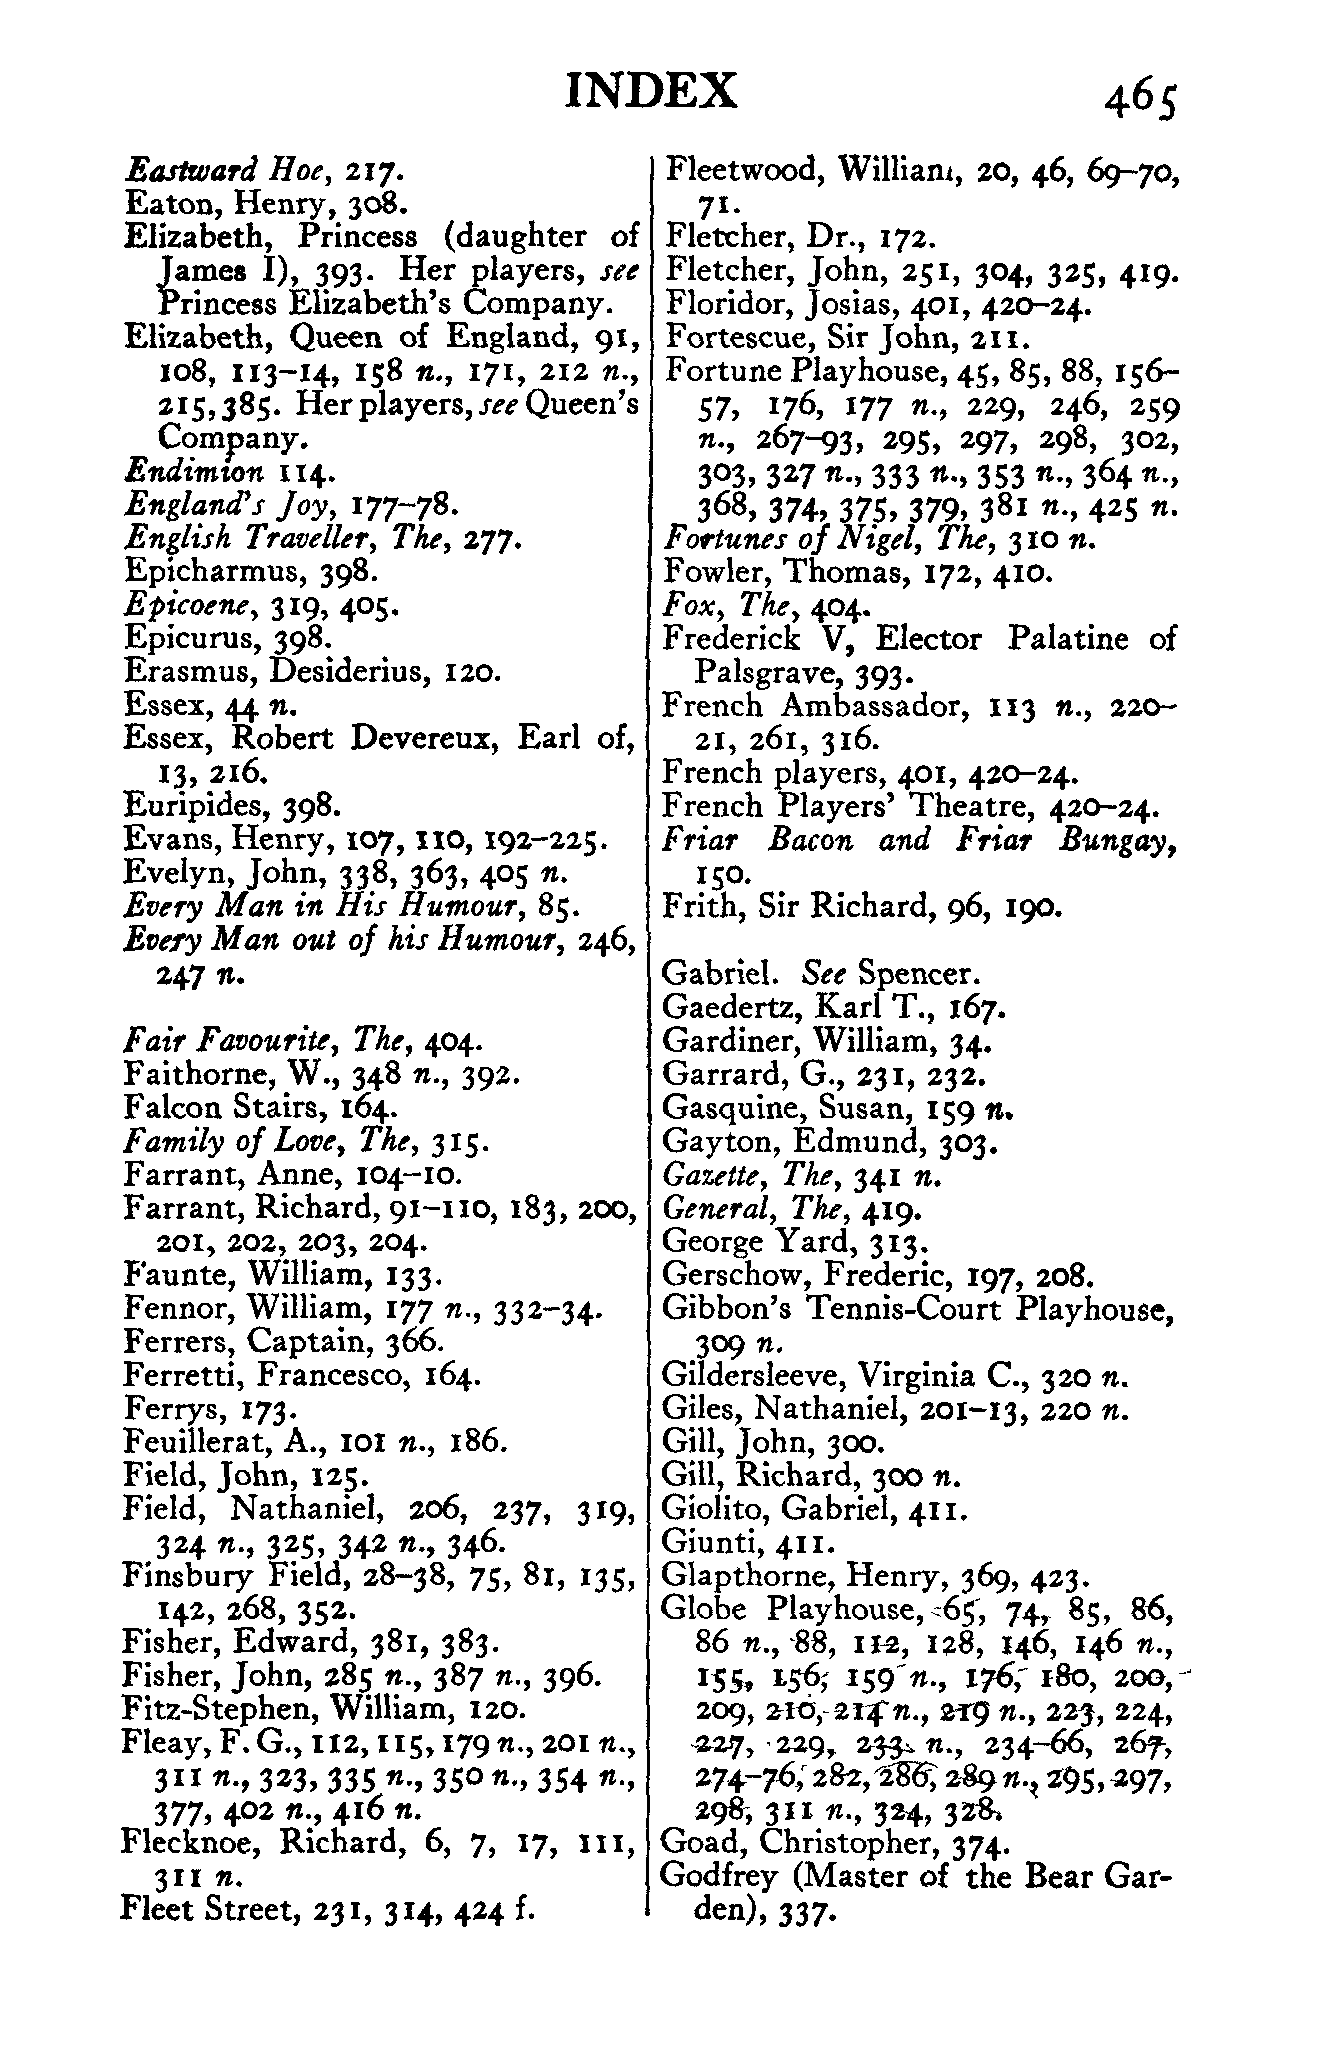 INDEX 465
Eastward Hoe, 217.
Eaton, Henry, 308.
Elizabeth, Princess (daughter of
James I), 393. Her players, see
Princess Elizabeth's Company.
Elizabeth, Queen of England, 91,
108, 113–14, 158 n., 171, 212 n.,
215, 385. Her players, see Queen's
Company.
Endimion 114.
England's Joy, 177–78.
English Traveller, The, 277.
Epicharmus, 398.
Epicoene, 319, 405.
Epicurus, 398.
Erasmus, Desiderius, 120.
Essex, 44 n.
Essex, Robert Devereux, Earl of,
13, 216.
Euripides, 398.
Evans, Henry, 107, 110, 192–225.
Evelyn, John, 338, 363, 405 n.
Every Man in His Humour, 85.
Every Man out of his Humour, 246,
247 n.
Fair Favourite, The, 404.
Faithorne, W., 348 n., 392.
Falcon Stairs, 164.
Family of Love, The, 315.
Farrant, Anne, 104–10.
Farrant, Richard, 91–110, 183, 200,
201, 202, 203, 204.
Faunte, William, 133.
Fennor, William, 177 n., 332–34.
Ferrers, Captain, 366.
Ferretti, Francesco, 164.
Ferrys, 173.
Feuillerat, A., 101 n., 186.
Field, John, 125.
Field, Nathaniel, 206, 237, 319,
324 n., 325, 342 n., 346.
Finsbury Field, 28–38, 75, 81, 135,
142, 268, 352.
Fisher, Edward, 381, 383.
Fisher, John, 285 n., 387 n., 396.
Fitz-Stephen, William, 120.
Fleay, F. G., 112, 115, 179 n., 201 n.,
311 n., 323, 335 n., 350 n., 354 n.,
377, 402 n., 416 n.
Flecknoe, Richard, 6, 7, 17, 111,
311 n.
Fleet Street, 231, 314, 424 f.
Fleetwood, William, 20, 46, 69–70,
71.
Fletcher, Dr., 172.
Fletcher, John, 251, 304, 325, 419.
Floridor, Josias, 401, 420–24.
Fortescue, Sir John, 211.
Fortune Playhouse, 45, 85, 88, 156–
57, 176, 177 n., 229, 246, 259
n., 267–93, 295, 297, 298, 302,
303, 327 n., 333 n., 353 n., 364 n.,
368, 374, 375, 379, 381 n., 425 n.
Fortunes of Nigel, The, 310 n.
Fowler, Thomas, 172, 410.
Fox, The, 404.
Frederick V, Elector Palatine of
Palsgrave, 393.
French Ambassador, 113 n., 220–
21, 261, 316.
French players, 401, 420–24.
French Players' Theatre, 420–24.
Friar Bacon and Friar Bungay,
150.
Frith, Sir Richard, 96, 190.
Gabriel. See Spencer.
Gaedertz, Karl T., 167.
Gardiner, William, 34.
Garrard, G., 231, 232.
Gasquine, Susan, 159 n.
Gayton, Edmund, 303.
Gazette, The, 341 n.
General, The, 419.
George Yard, 313.
Gerschow, Frederic, 197, 208.
Gibbon's Tennis-Court Playhouse,
309 n.
Gildersleeve, Virginia C., 320 n.
Giles, Nathaniel, 201–13, 220 n.
Gill, John, 300.
Gill, Richard, 300 n.
Giolito, Gabriel, 411.
Giunti, 411.
Glapthorne, Henry, 369, 423.
Globe Playhouse, 65, 74, 85, 86,
86 n., 88, 112, 128, 146, 146 n.,
155, 156, 159 n., 176, 180, 200,
209, 210, 214 n., 219 n., 223, 224,
227, 229, 233 n., 234–66, 267,
274–76, 282, 286, 289 n., 295, 297,
298, 311 n., 324, 328.
Goad, Christopher, 374.
Godfrey (Master of the Bear Gar-
den), 337.